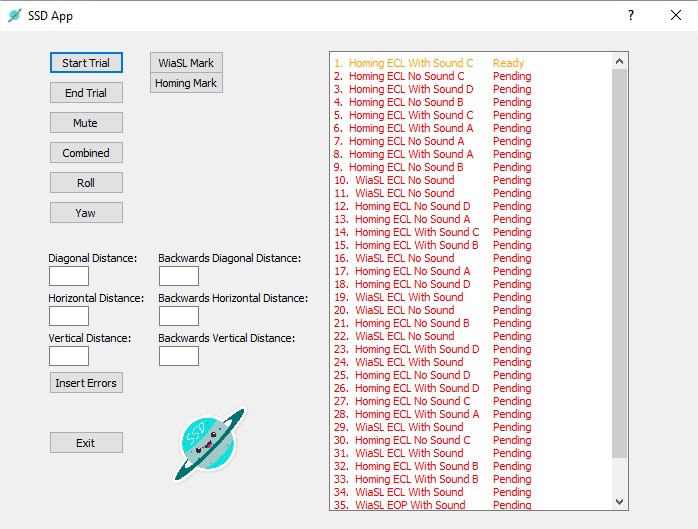 SSD App
Start Trial
WiaSL Mark
Homing Mark
End Trial
Mute
Combined
Roll
Yaw
Diagonal Distance: Backwards Diagonal Distance:
Horizontal Distance: Backwards Horizontal Distance:
Vertical Distance: Backwards Vertical Distance:
Insert Errors
Exit
SSD
1. Homing ECL With Sound C Ready
2. Homing ECL No Sound C Pending
3. Homing ECL With Sound D Pending
4. Homing ECL No Sound B Pending
5. Homing ECL With Sound C Pending
6. Homing ECL With Sound A Pending
7. Homing ECL No Sound A Pending
8. Homing ECL With Sound A Pending
9. Homing ECL No Sound B Pending
10. WiaSL ECL No Sound Pending
11. WiaSL ECL No Sound Pending
12. Homing ECL No Sound D Pending
13. Homing ECL No Sound A Pending
14. Homing ECL With Sound C Pending
15. Homing ECL With Sound B Pending
16. WiaSL ECL No Sound Pending
17. Homing ECL No Sound A Pending
18. Homing ECL No Sound D Pending
19. WiaSL ECL With Sound Pending
20. WiaSL ECL No Sound Pending
21. Homing ECL No Sound B Pending
22. WiaSL ECL No Sound Pending
23. Homing ECL With Sound D Pending
24. WiaSL ECL With Sound Pending
25. Homing ECL No Sound D Pending
26. Homing ECL With Sound D Pending
27. Homing ECL No Sound C Pending
28. Homing ECL With Sound A Pending
29. WiaSL ECL With Sound Pending
30. Homing ECL No Sound C Pending
31. WiaSL ECL With Sound Pending
32. Homing ECL With Sound B Pending
33. Homing ECL With Sound B Pending
34. WiaSL ECL With Sound Pending
35. WiaSL EOP With Sound Pending